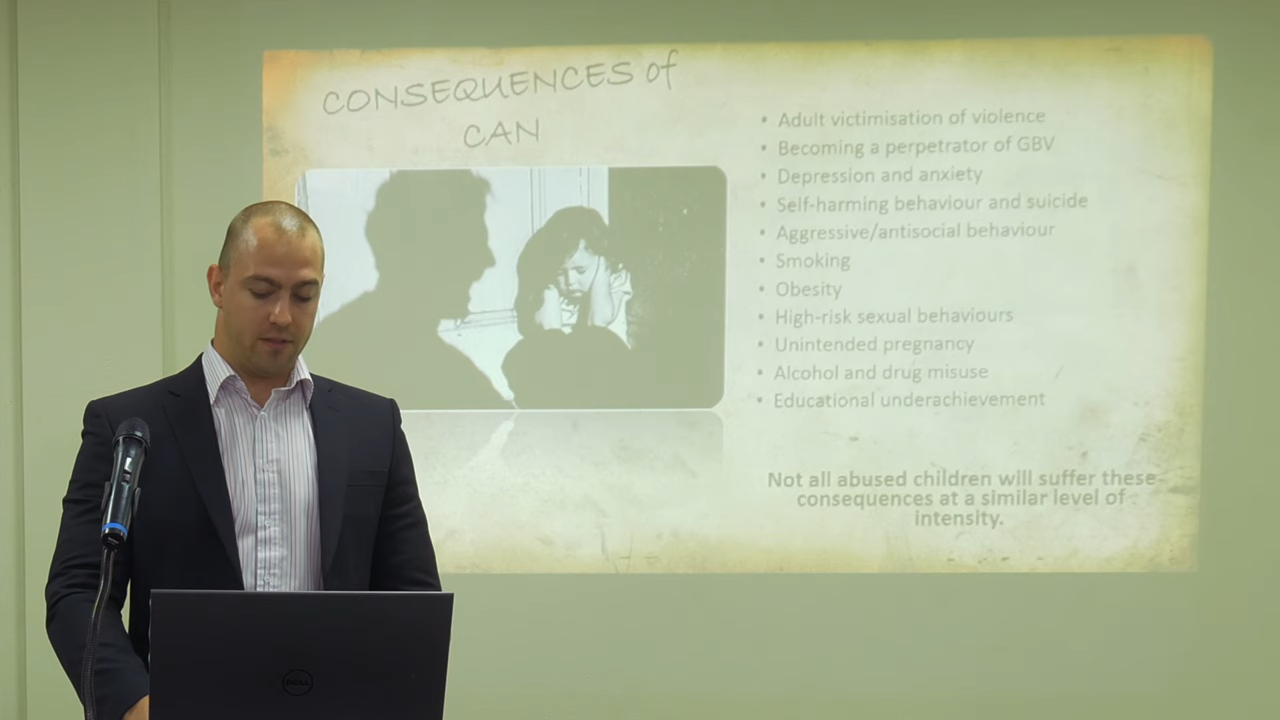 CONSEQUENCES of
CAN
• Adult victimisation of violence
• Becoming a perpetrator of GBV
• Depression and anxiety
• Self-harming behaviour and suicide
• Aggressive/antisocial behaviour
• Smoking
• Obesity
• High-risk sexual behaviours
• Unintended pregnancy
• Alcohol and drug misuse
• Educational underachievement
Not all abused children will suffer these
consequences at a similar level of
intensity.
DELL